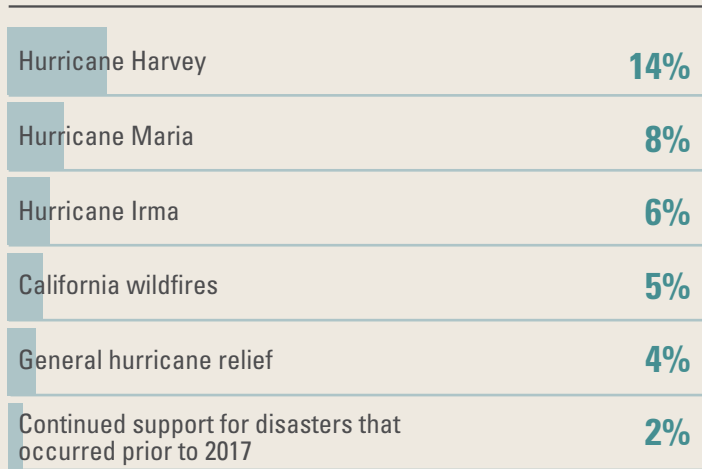 Hurricane Harvey 14%
Hurricane Maria 8%
Hurricane Irma 6%
California wildfires 5%
General hurricane relief 4%
Continued support for disasters that
occurred prior to 2017 2%